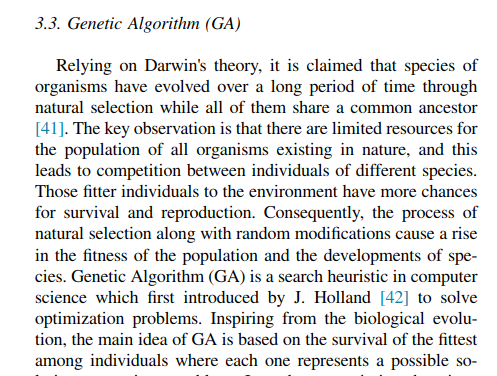 3.3. Genetic Algorithm (GA)
Relying on Darwin's theory, it is claimed that species of
organisms have evolved over a long period of time through
natural selection while all of them share a common ancestor
[41]. The key observation is that there are limited resources for
the population of all organisms existing in nature, and this
leads to competition between individuals of different species.
Those fitter individuals to the environment have more chances
for survival and reproduction. Consequently, the process of
natural selection along with random modifications cause a rise
in the fitness of the population and the developments of spe-
cies. Genetic Algorithm (GA) is a search heuristic in computer
science which first introduced by J. Holland [42] to solve
optimization problems. Inspiring from the biological evolu-
tion, the main idea of GA is based on the survival of the fittest
among individuals where each one represents a possible so-